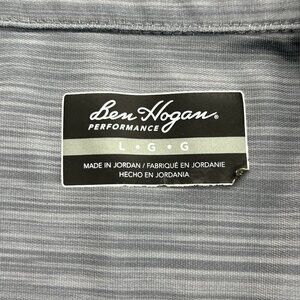 Ben Hogan®
PERFORMANCE
L • G • G
MADE IN JORDAN / FABRIQUÉ EN JORDANIE
HECHO EN JORDANIA